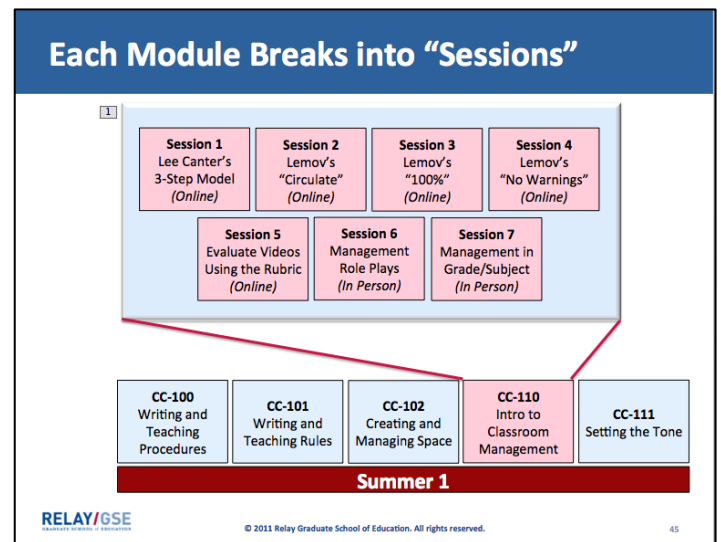 Each Module Breaks into “Sessions”
1
Session 1
Lee Canter’s
3-Step Model
(Online)
Session 2
Lemov’s
“Circulate”
(Online)
Session 3
Lemov’s
“100%”
(Online)
Session 4
Lemov’s
“No Warnings”
(Online)
Session 5
Evaluate Videos
Using the Rubric
(Online)
Session 6
Management
Role Plays
(In Person)
Session 7
Management in
Grade/Subject
(In Person)
CC-100
Writing and
Teaching
Procedures
CC-101
Writing and
Teaching Rules
CC-102
Creating and
Managing Space
CC-110
Intro to
Classroom
Management
CC-111
Setting the Tone
Summer 1
RELAY/GSE
GRADUATE SCHOOL of EDUCATION
© 2011 Relay Graduate School of Education. All rights reserved.
45